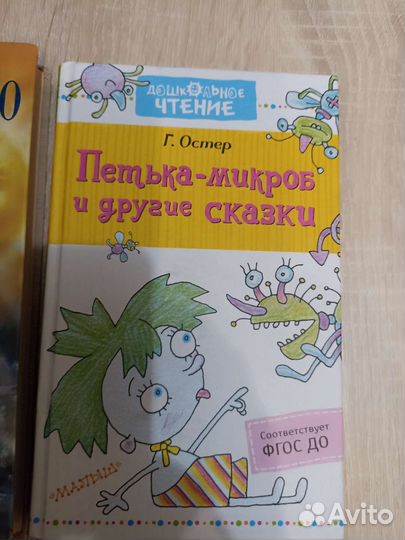 ДОШКОЛЬНОЕ
ЧТЕНИЕ
Г. Остер
Петька-микроб
и другие сказки
Соответствует
ФГОС ДО
«МАЛЫШ»
О
Avito